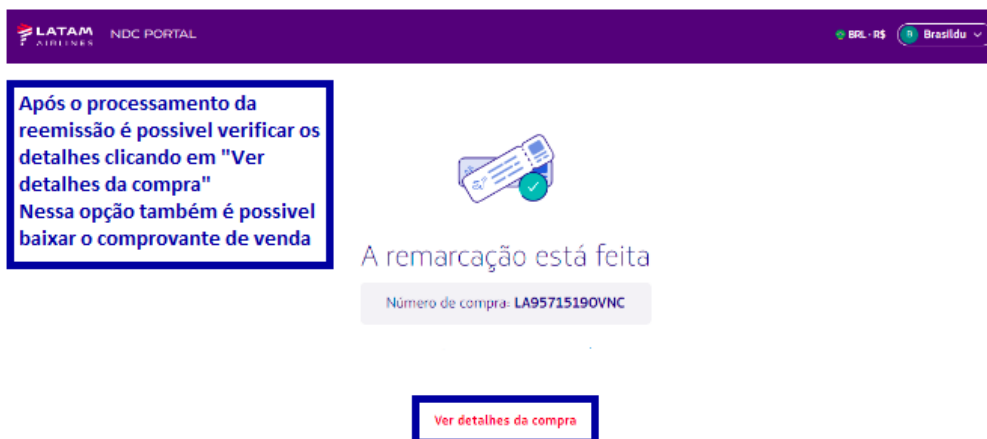 LATAM AIRLINES NDC PORTAL
BRL - R$ Brasildu
Após o processamento da
reemissão é possivel verificar os
detalhes clicando em "Ver
detalhes da compra"
Nessa opção também é possivel
baixar o comprovante de venda
A remarcação está feita
Número de compra: LA9571519OVNC
Ver detalhes da compra